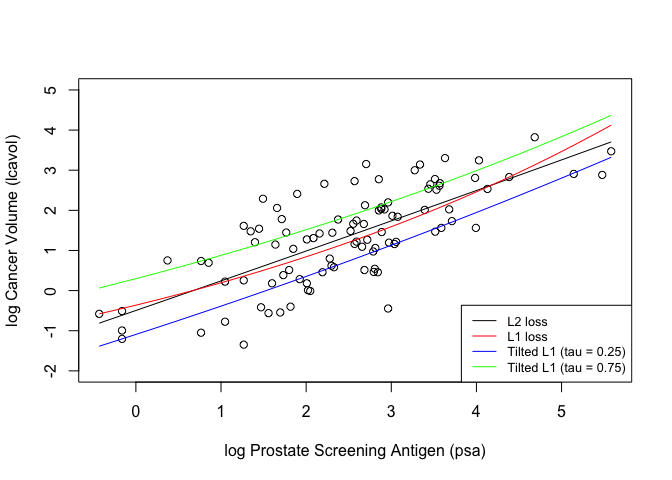 log Cancer Volume (lcavol)
5
4
3
2
1
0
-1
-2
L2 loss
L1 loss
Tilted L1 (tau = 0.25)
Tilted L1 (tau = 0.75)
0 1 2 3 4 5
log Prostate Screening Antigen (psa)